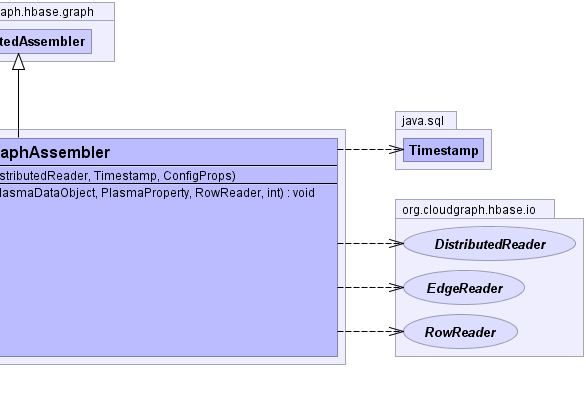 raph.hbase.graph
tedAssembler
aphAssembler
stributedReader, Timestamp, ConfigProps)
lasmaDataObject, PlasmaProperty, RowReader, int) : void
java.sql
Timestamp
org.cloudgraph.hbase.io
DistributedReader
EdgeReader
RowReader